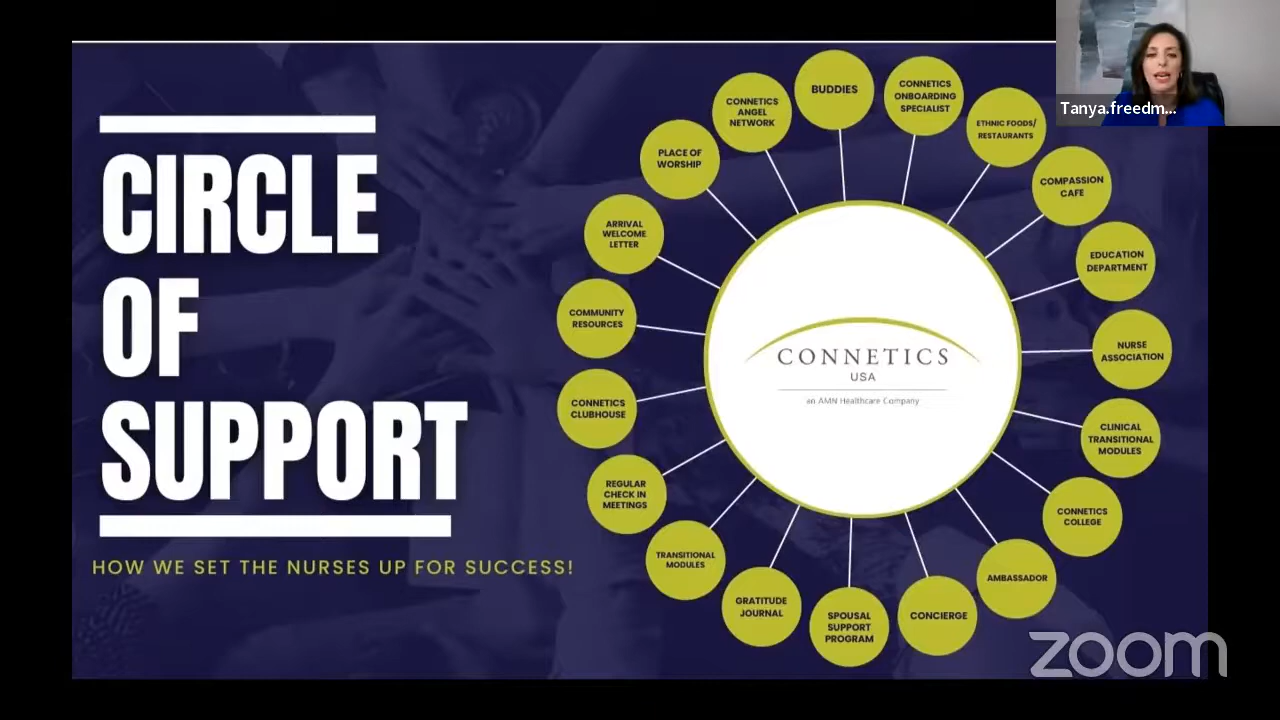 CIRCLE
OF
SUPPORT
HOW WE SET THE NURSES UP FOR SUCCESS!
BUDDIES
CONNETICS
ONBOARDING
SPECIALIST
ETHNIC FOODS/
RESTAURANTS
COMPASSION
CAFE
EDUCATION
DEPARTMENT
NURSE
ASSOCIATION
CLINICAL
TRANSITIONAL
MODULES
CONNETICS
COLLEGE
AMBASSADOR
CONCIERGE
SPOUSAL
SUPPORT
PROGRAM
GRATITUDE
JOURNAL
TRANSITIONAL
MODULES
REGULAR
CHECK IN
MEETINGS
CONNETICS
CLUBHOUSE
COMMUNITY
RESOURCES
ARRIVAL
WELCOME
LETTER
PLACE OF
WORSHIP
CONNETICS
ANGEL
NETWORK
CONNETICS
USA
an AMN Healthcare Company
Tanya.freedm...
zoom